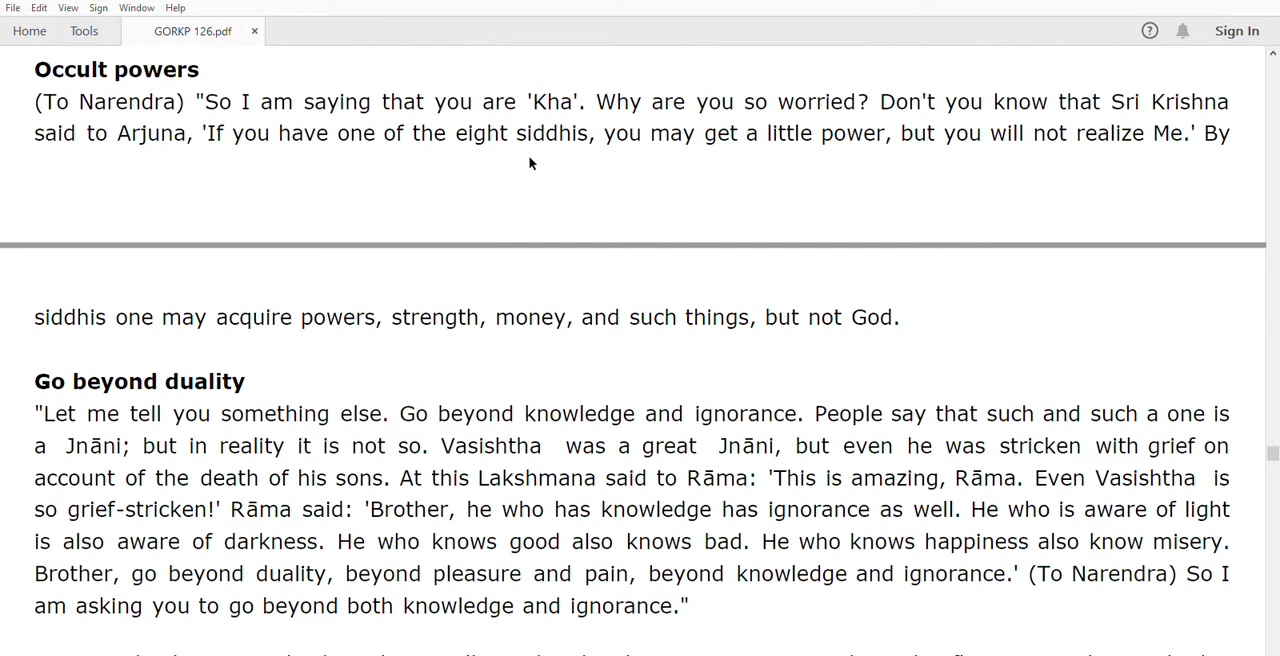 File Edit View Sign Window Help
Home Tools GORKP 126.pdf × ? Sign In
Occult powers
(To Narendra) "So I am saying that you are 'Kha'. Why are you so worried? Don't you know that Sri Krishna
said to Arjuna, 'If you have one of the eight siddhis, you may get a little power, but you will not realize Me.' By
siddhis one may acquire powers, strength, money, and such things, but not God.
Go beyond duality
"Let me tell you something else. Go beyond knowledge and ignorance. People say that such and such a one is
a Jnāni; but in reality it is not so. Vasishtha was a great Jnāni, but even he was stricken with grief on
account of the death of his sons. At this Lakshmana said to Rāma: 'This is amazing, Rāma. Even Vasishtha is
so grief-stricken!' Rāma said: 'Brother, he who has knowledge has ignorance as well. He who is aware of light
is also aware of darkness. He who knows good also knows bad. He who knows happiness also know misery.
Brother, go beyond duality, beyond pleasure and pain, beyond knowledge and ignorance.' (To Narendra) So I
am asking you to go beyond both knowledge and ignorance."